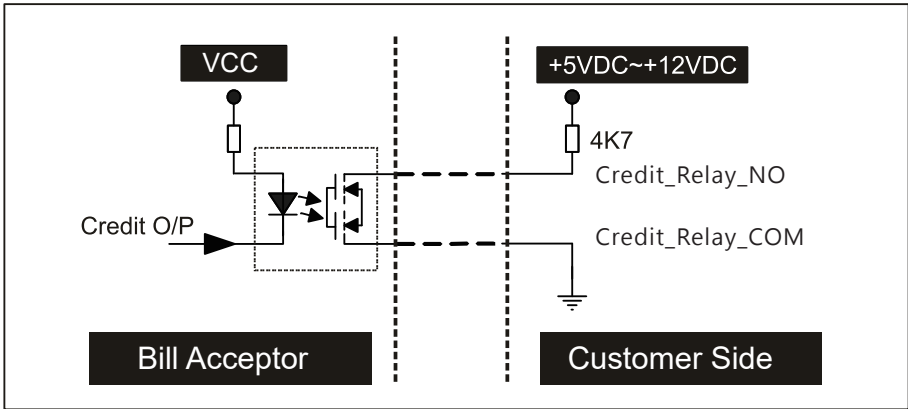 VCC
+5VDC~+12VDC
4K7
Credit_Relay_NO
Credit O/P
Credit_Relay_COM
Bill Acceptor
Customer Side